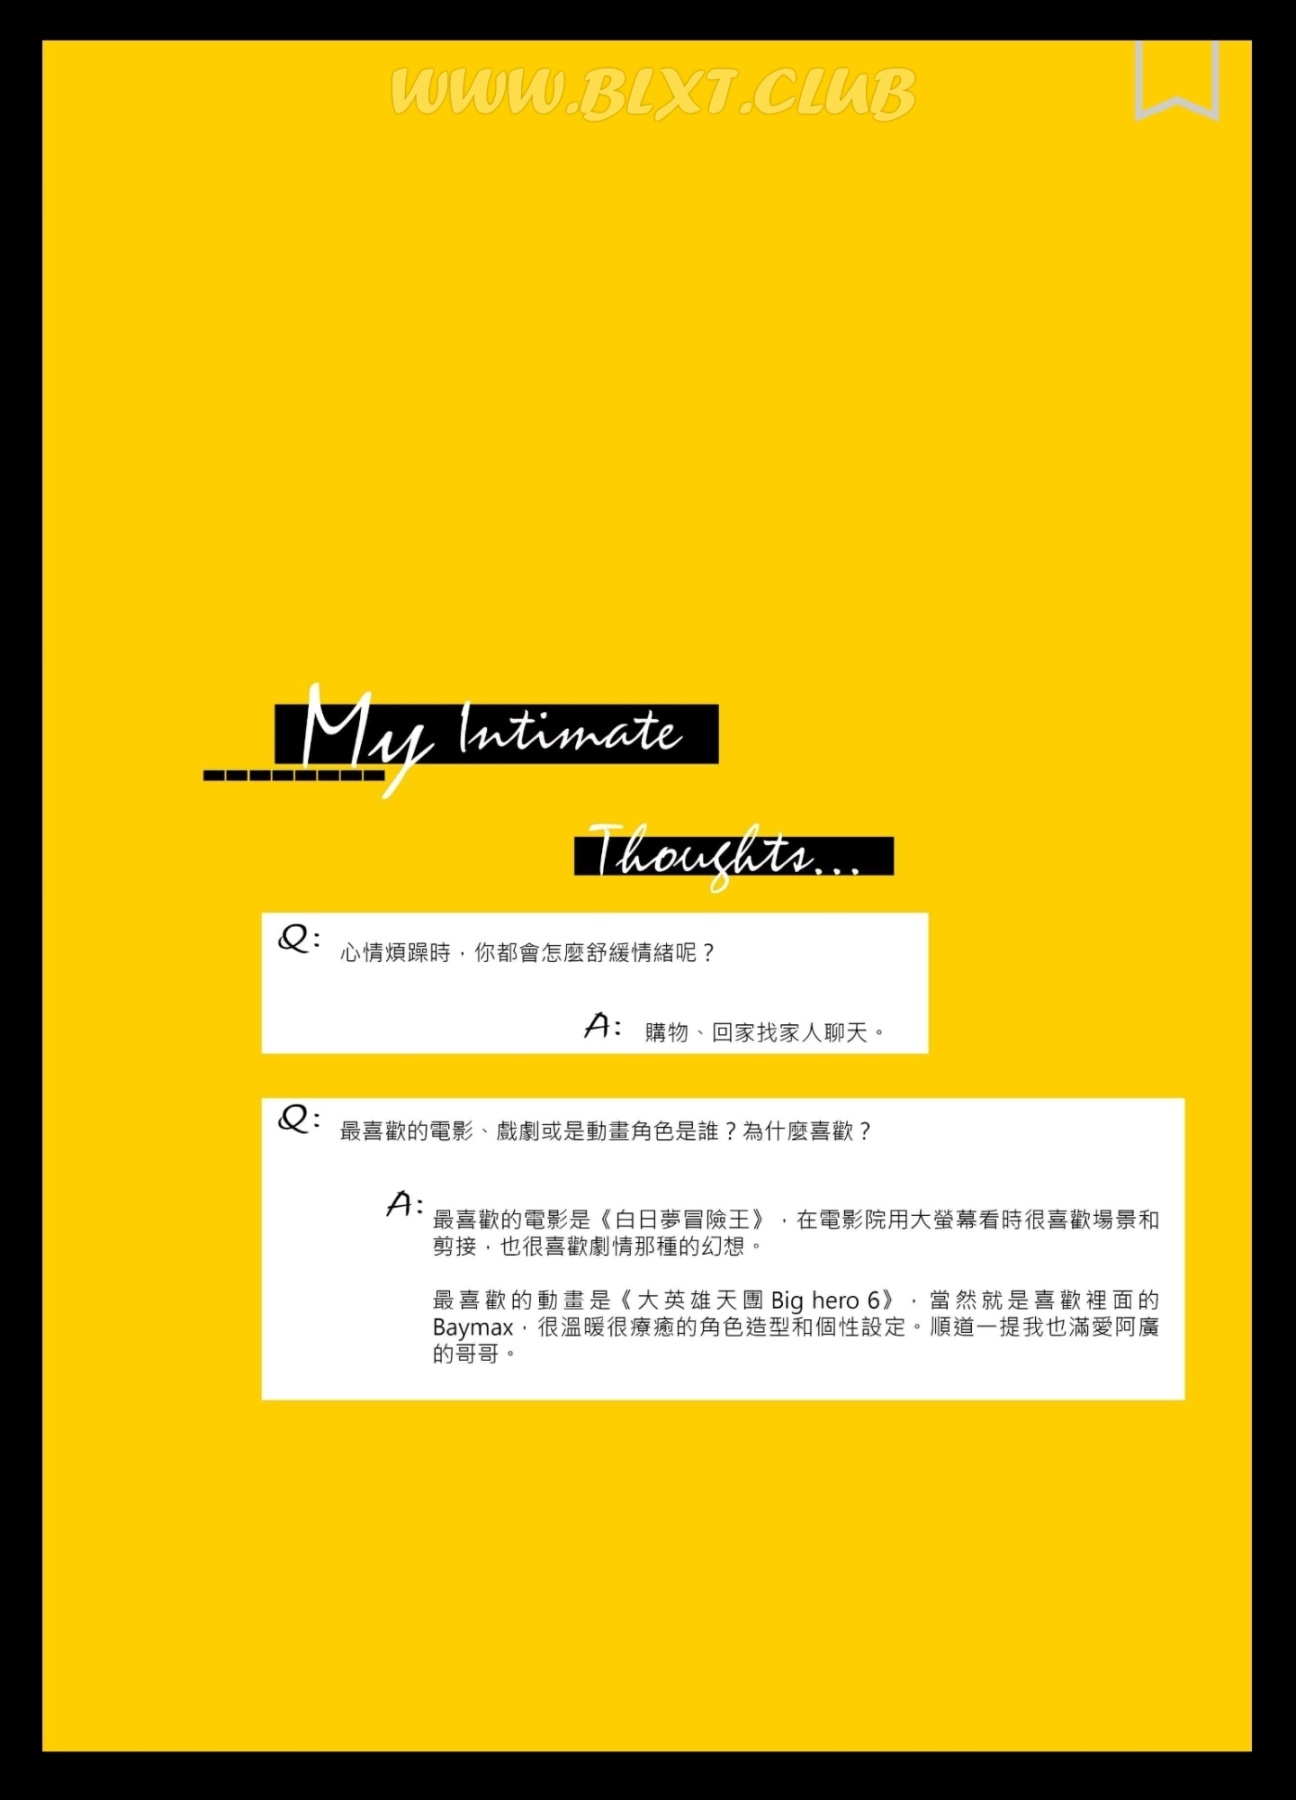 WWW.BLXT.CLUB
My Intimate
Thoughts...
Q: 心情煩躁時，你都會怎麼舒緩情緒呢？
A: 購物、回家找家人聊天。
Q: 最喜歡的電影、戲劇或是動畫角色是誰？為什麼喜歡？
A: 最喜歡的電影是《白日夢冒險王》，在電影院用大螢幕看時很喜歡場景和
剪接，也很喜歡劇情那種的幻想。
最喜歡的動畫是《大英雄天團Big hero 6》，當然就是喜歡裡面的
Baymax，很溫暖很療癒的角色造型和個性設定。順道一提我也滿愛阿廣
的哥哥。